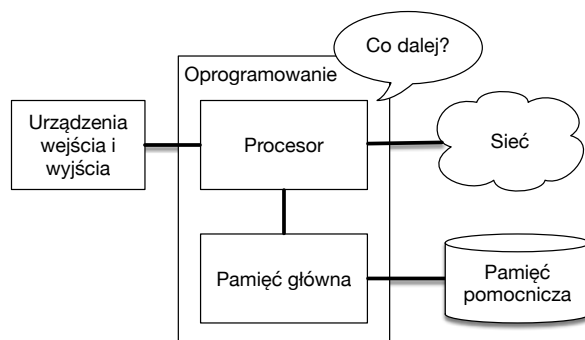 Co dalej?
Oprogramowanie
Urządzenia
wejścia i
wyjścia
Procesor
Sieć
Pamięć główna
Pamięć
pomocnicza